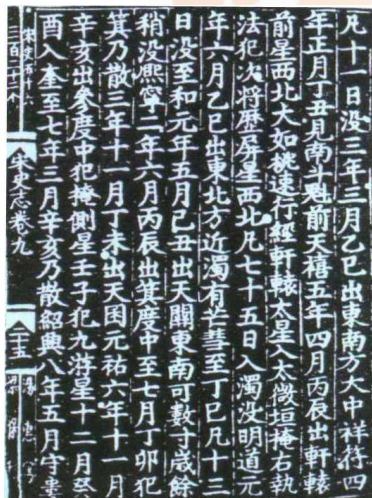 凡十一日没三年三月乙巳出東南方大中祥符四
年正月丁丑見南斗魁前天禧五年四月丙辰出軒轅
前星西北大如桃速行經軒轅太星入太微垣掩右執
法犯次將歷屏星西北凡七十五日入濁没明道元
年六月乙巳出東北方近濁有芒彗至丁巳凡十三
日没至和元年五月己丑出天關東南可數寸歲餘
稍没熙寧二年六月丙辰出箕度中至七月丁卯犯
箕乃散三年十一月丁未出天囷元祐六年十一月
辛亥出參度中犯掩側星壬子犯九游星十二月癸
酉入奎至七年三月辛亥乃散紹興八年五月守婁
宋史志卷九